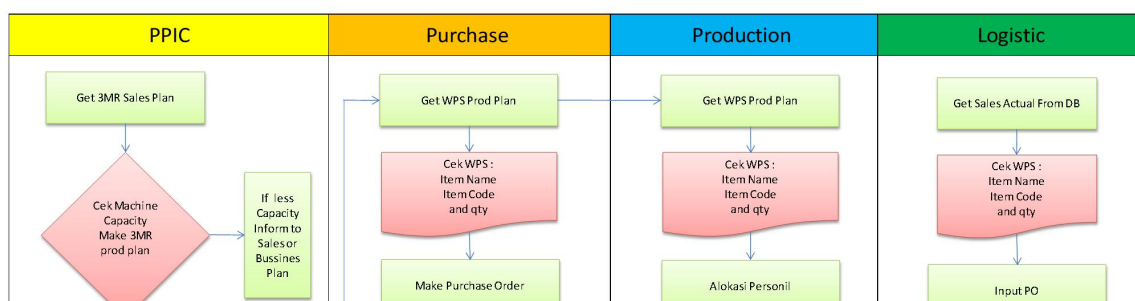 PPIC
Purchase
Production
Logistic
Get 3MR Sales Plan
Cek Machine
Capacity
Make 3MR
prod plan
If less
Capacity
Inform to
Sales or
Bussines
Plan
Get WPS Prod Plan
Cek WPS :
Item Name
Item Code
and qty
Make Purchase Order
Get WPS Prod Plan
Cek WPS :
Item Name
Item Code
and qty
Alokasi Personil
Get Sales Actual From DB
Cek WPS :
Item Name
Item Code
and qty
Input PO